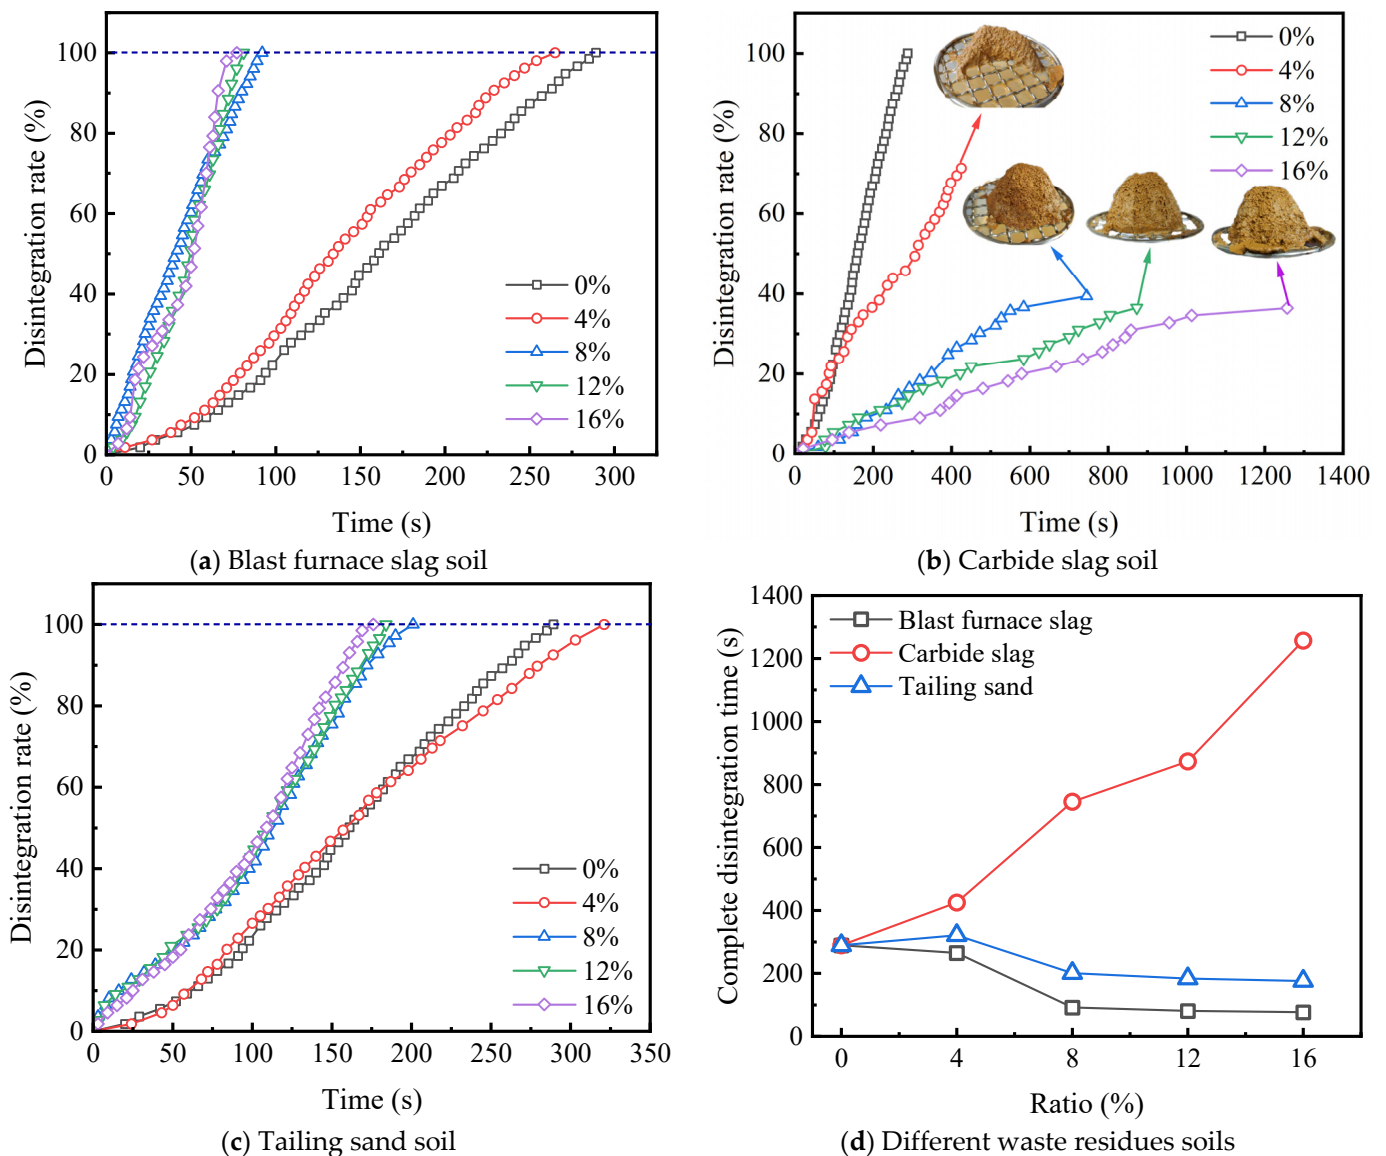 100
80
60
40
20
0
Disintegration rate (%)
0%
4%
8%
12%
16%
0 50 100 150 200 250 300
Time (s)
(a) Blast furnace slag soil
100
80
60
40
20
0
Disintegration rate (%)
0%
4%
8%
12%
16%
0 200 400 600 800 1000 1200 1400
Time (s)
(b) Carbide slag soil
100
80
60
40
20
0
Disintegration rate (%)
0%
4%
8%
12%
16%
0 50 100 150 200 250 300 350
Time (s)
(c) Tailing sand soil
1400
1200
1000
800
600
400
200
0
Complete disintegration time (s)
Blast furnace slag
Carbide slag
Tailing sand
0 4 8 12 16
Ratio (%)
(d) Different waste residues soils